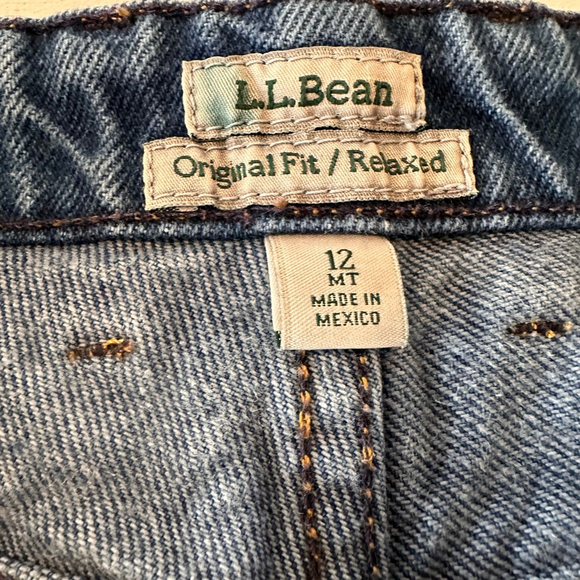 L.L.Bean
Original Fit / Relaxed
12
MT
MADE IN
MEXICO